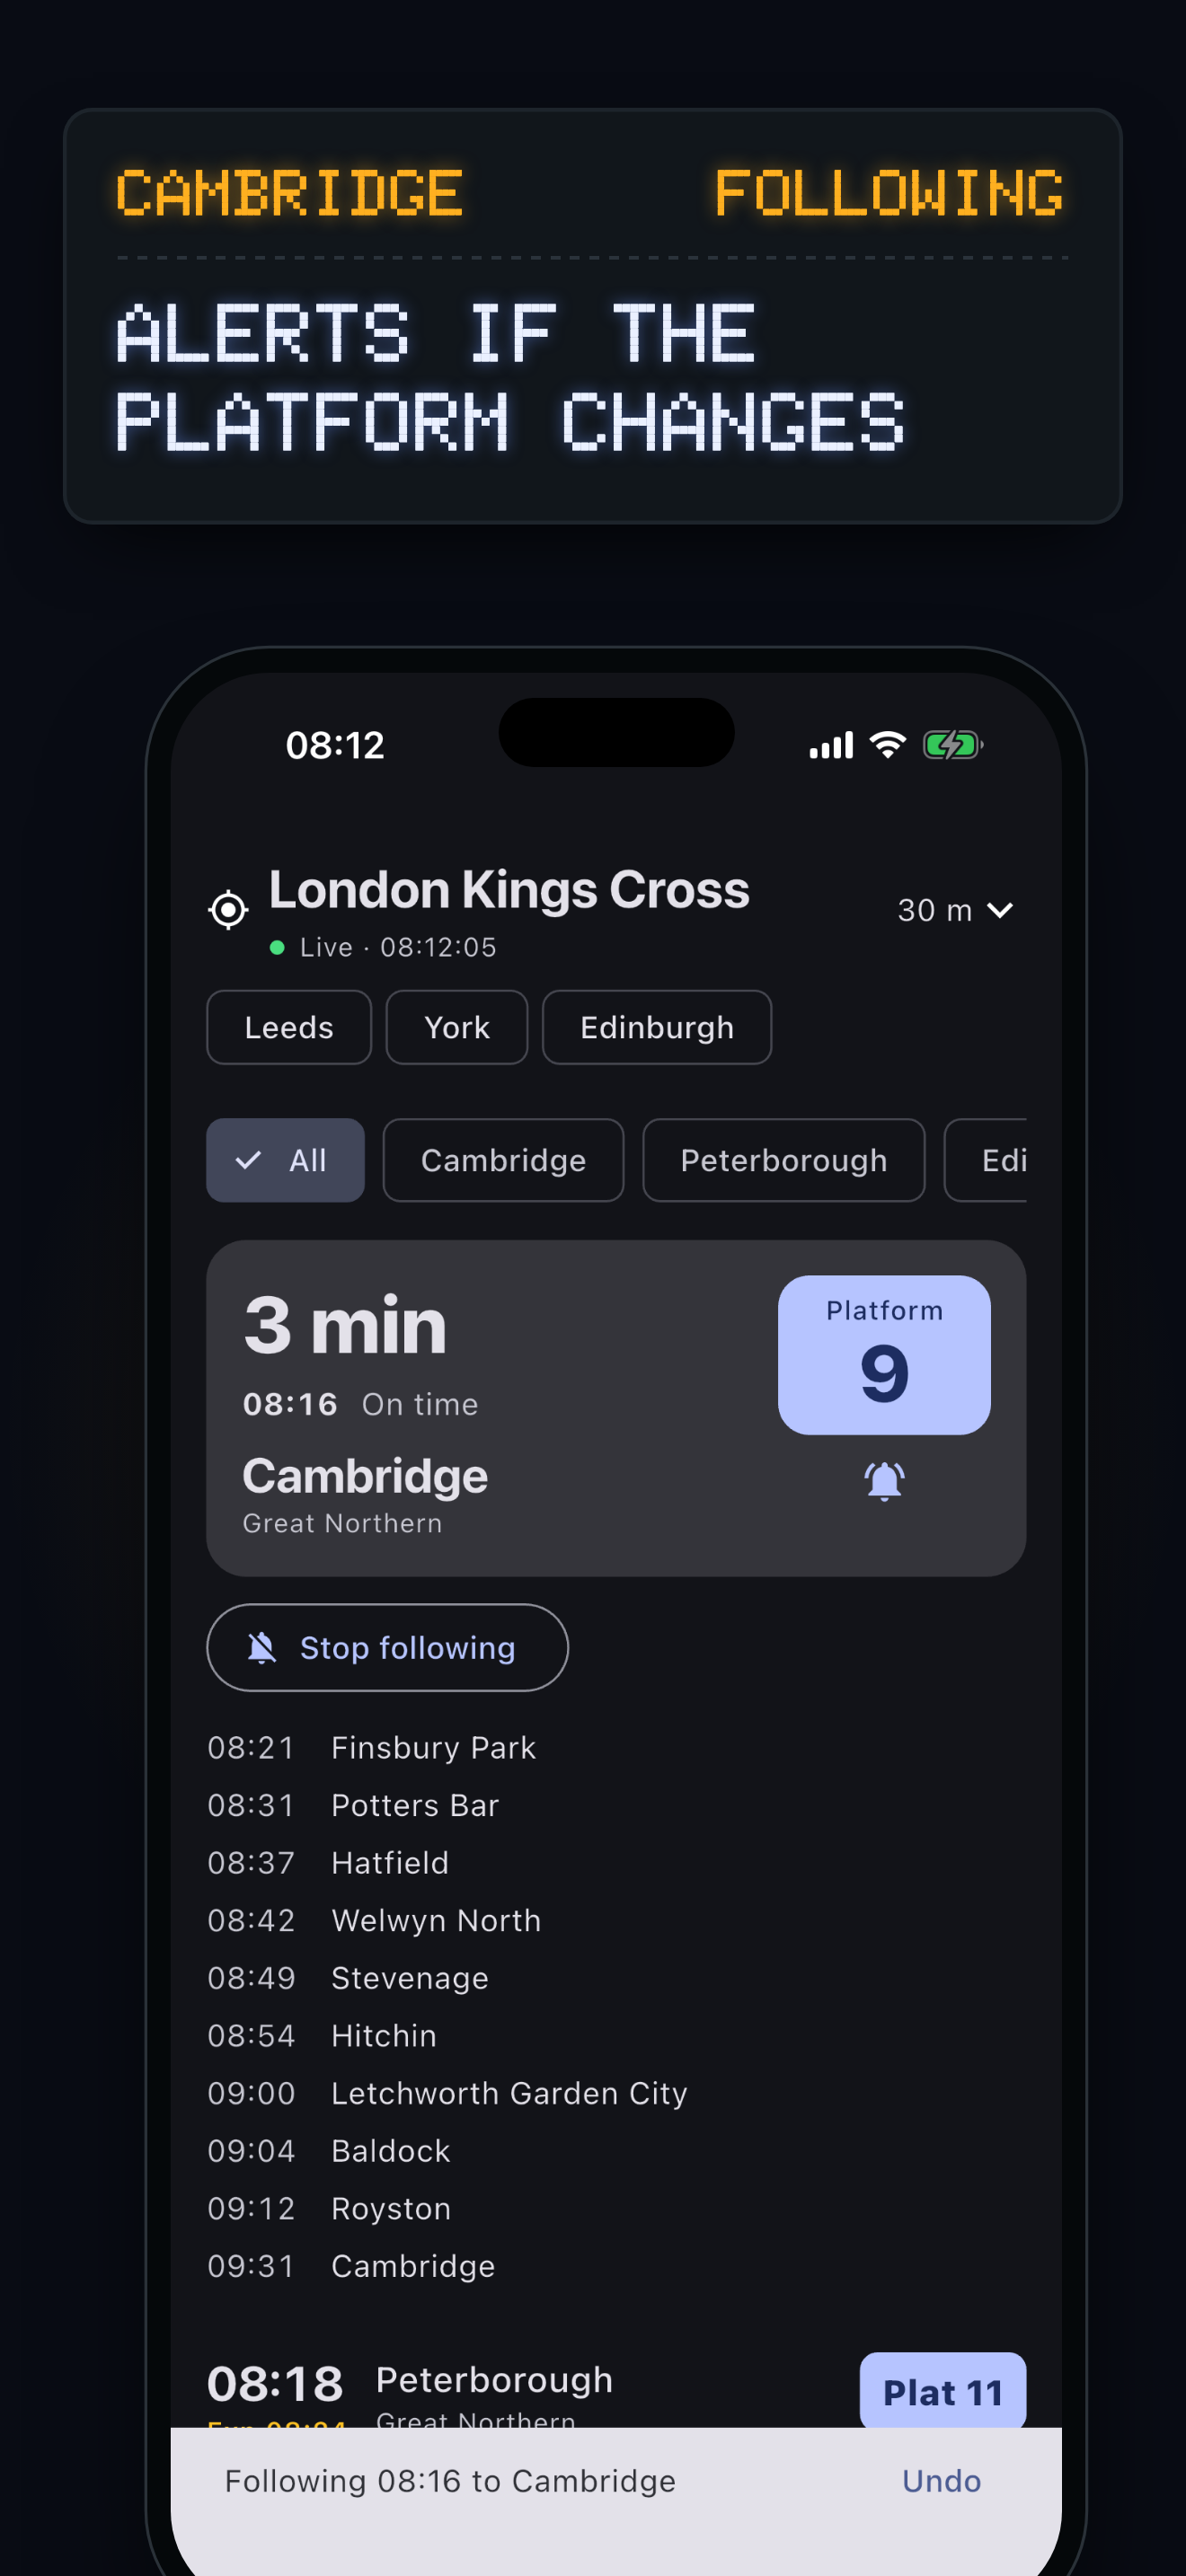 CAMBRIDGE FOLLOWING
ALERTS IF THE
PLATFORM CHANGES
08:12
London Kings Cross
30 m
Live · 08:12:05
Leeds York Edinburgh
All Cambridge Peterborough Edi
3 min
Platform
9
08:16 On time
Cambridge
Great Northern
Stop following
08:21 Finsbury Park
08:31 Potters Bar
08:37 Hatfield
08:42 Welwyn North
08:49 Stevenage
08:54 Hitchin
09:00 Letchworth Garden City
09:04 Baldock
09:12 Royston
09:31 Cambridge
08:18 Peterborough Plat 11
Great Northern
Following 08:16 to Cambridge Undo